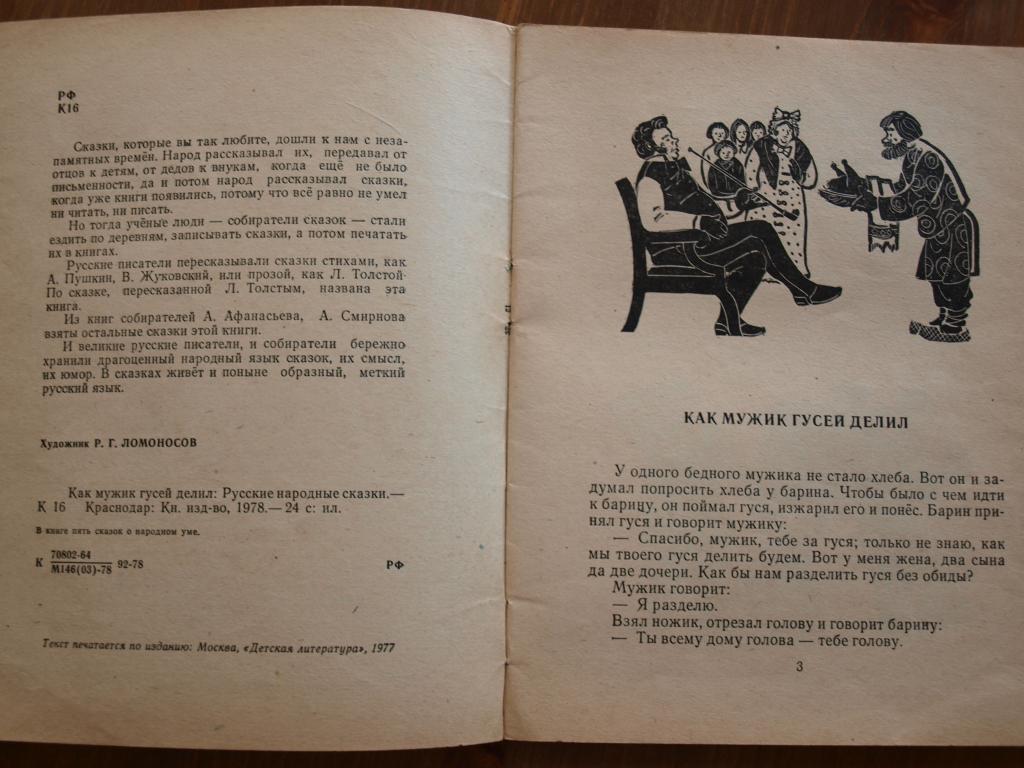 РФ
К16
Сказки, которые вы так любите, дошли к нам с неза-
памятных времён. Народ рассказывал их, передавал от
отцов к детям, от дедов к внукам, когда ещё не было
письменности, да и потом народ рассказывал сказки,
когда уже книги появились, потому что всё равно не умел
ни читать, ни писать.
Но тогда учёные люди — собиратели сказок — стали
ездить по деревням, записывать сказки, а потом печатать
их в книгах.
Русские писатели пересказывали сказки стихами, как
А. Пушкин, В. Жуковский, или прозой, как Л. Толстой.
По сказке, пересказанной Л. Толстым, названа эта
книга.
Из книг собирателей А. Афанасьева, А. Смирнова
взяты остальные сказки этой книги.
И великие русские писатели, и собиратели бережно
хранили драгоценный народный язык сказок, их смысл,
их юмор. В сказках живёт и поныне образный, меткий
русский язык.
Художник Р. Г. ЛОМОНОСОВ
Как мужик гусей делил: Русские народные сказки.—
К 16 Краснодар: Кн. изд-во, 1978.— 24 с: ил.
В книге пять сказок о народном уме.
70802-64
К М146(03)-78 92-78 РФ
Текст печатается по изданию: Москва, «Детская литература», 1977
КАК МУЖИК ГУСЕЙ ДЕЛИЛ
У одного бедного мужика не стало хлеба. Вот он и за-
думал попросить хлеба у барина. Чтобы было с чем идти
к барину, он поймал гуся, изжарил его и понёс. Барин при-
нял гуся и говорит мужику:
— Спасибо, мужик, тебе за гуся; только не знаю, как
мы твоего гуся делить будем. Вот у меня жена, два сына
да две дочери. Как бы нам разделить гуся без обиды?
Мужик говорит:
— Я разделю.
Взял ножик, отрезал голову и говорит барину:
— Ты всему дому голова — тебе голову.
3